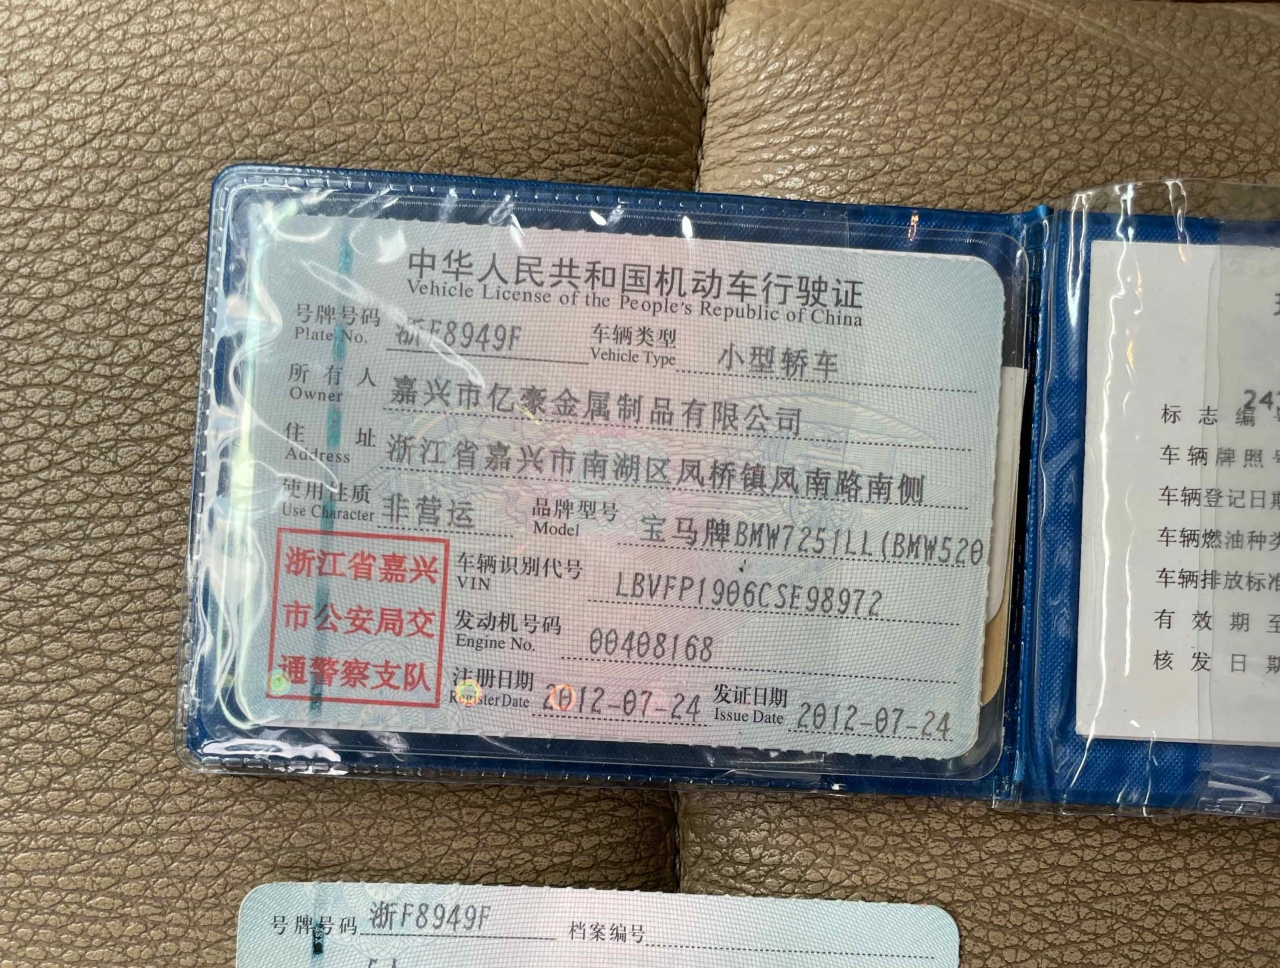 中华人民共和国机动车行驶证
Vehicle License of the People's Republic of China
号牌号码 浙F8949F 车辆类型 小型轿车
Plate No. Vehicle Type
所有人 嘉兴市亿豪金属制品有限公司
Owner
住址 浙江省嘉兴市南湖区凤桥镇凤南路南侧
Address
使用性质 非营运 品牌型号 宝马牌BMW7251LL(BMW520
Use Character Model
浙江省嘉兴
市公安局交
通警察支队
车辆识别代号 LBVFP1906CSE98972
VIN
发动机号码 00408168
Engine No.
注册日期 2012-07-24 发证日期 2012-07-24
Register Date Issue Date
24
标志编
车辆牌照号
车辆登记日期
车辆燃油种类
车辆排放标准
有效期至
核发日期
号牌号码 浙F8949F 档案编号